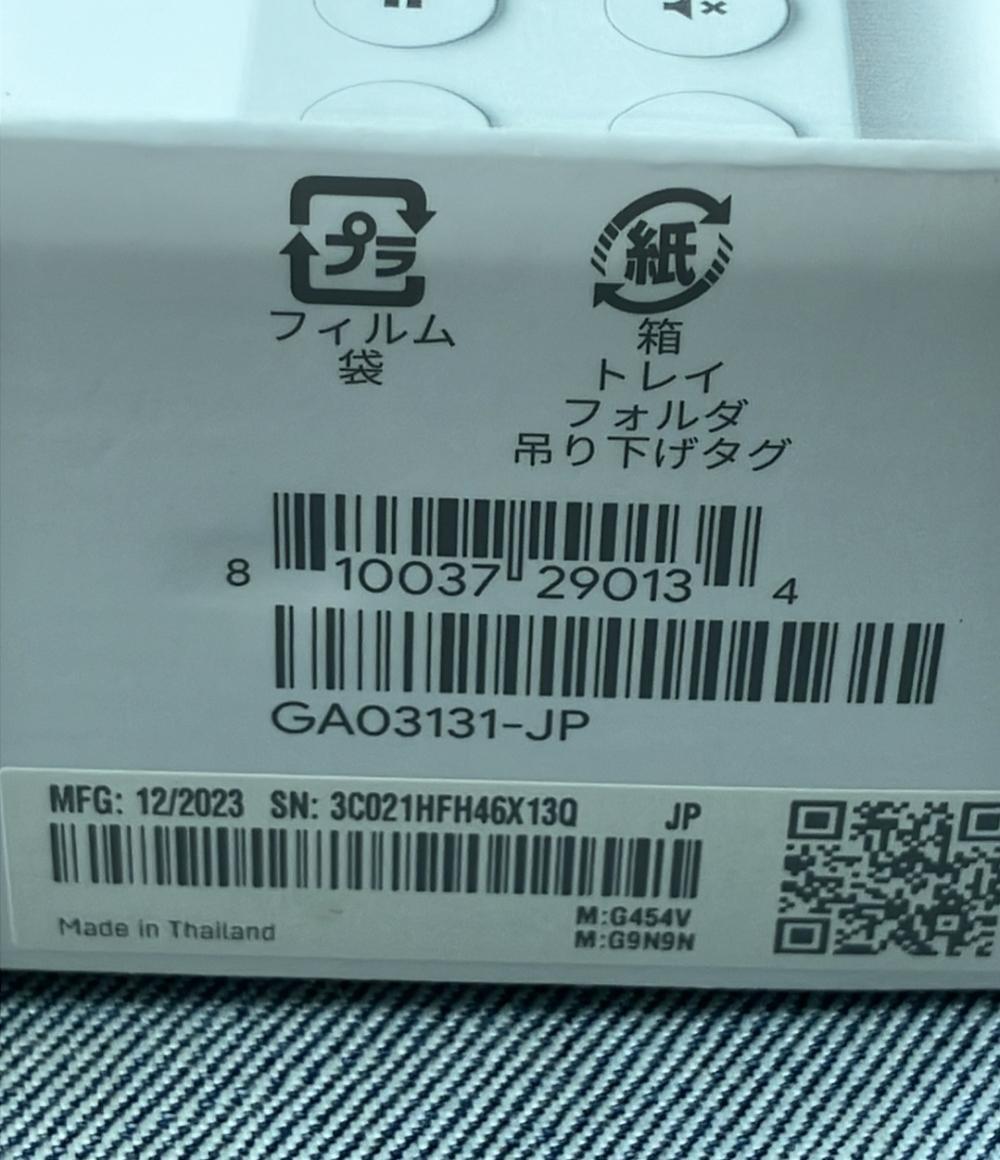 プラ
フィルム
袋
紙
箱
トレイ
フォルダ
吊り下げタグ
8 10037 29013 4
GA03131-JP
MFG: 12/2023 SN: 3C021HFH46X13Q JP
Made in Thailand
M:G454V
M:G9N9N